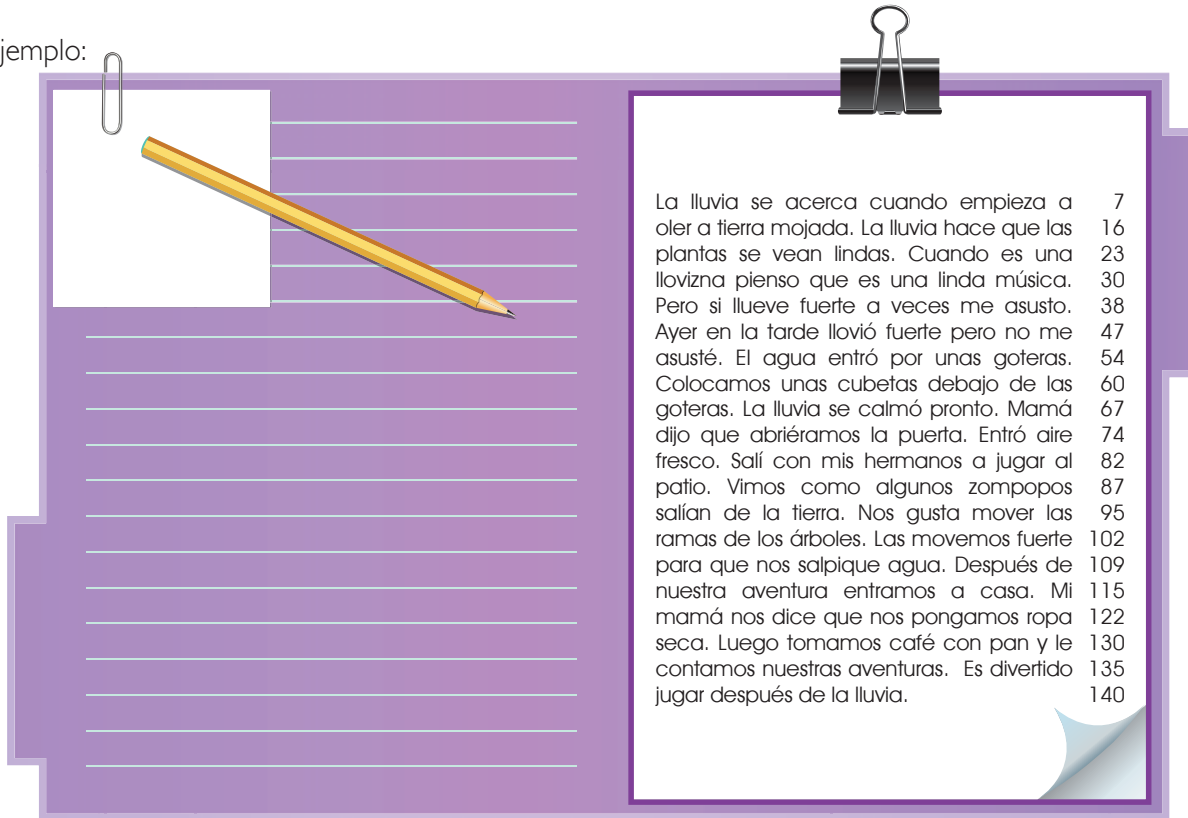 jemplo:
La lluvia se acerca cuando empieza a 7
oler a tierra mojada. La lluvia hace que las 16
plantas se vean lindas. Cuando es una 23
llovizna pienso que es una linda música. 30
Pero si llueve fuerte a veces me asusto. 38
Ayer en la tarde llovió fuerte pero no me 47
asusté. El agua entró por unas goteras. 54
Colocamos unas cubetas debajo de las 60
goteras. La lluvia se calmó pronto. Mamá 67
dijo que abriéramos la puerta. Entró aire 74
fresco. Salí con mis hermanos a jugar al 82
patio. Vimos como algunos zompopos 87
salían de la tierra. Nos gusta mover las 95
ramas de los árboles. Las movemos fuerte 102
para que nos salpique agua. Después de 109
nuestra aventura entramos a casa. Mi 115
mamá nos dice que nos pongamos ropa 122
seca. Luego tomamos café con pan y le 130
contamos nuestras aventuras. Es divertido 135
jugar después de la lluvia. 140